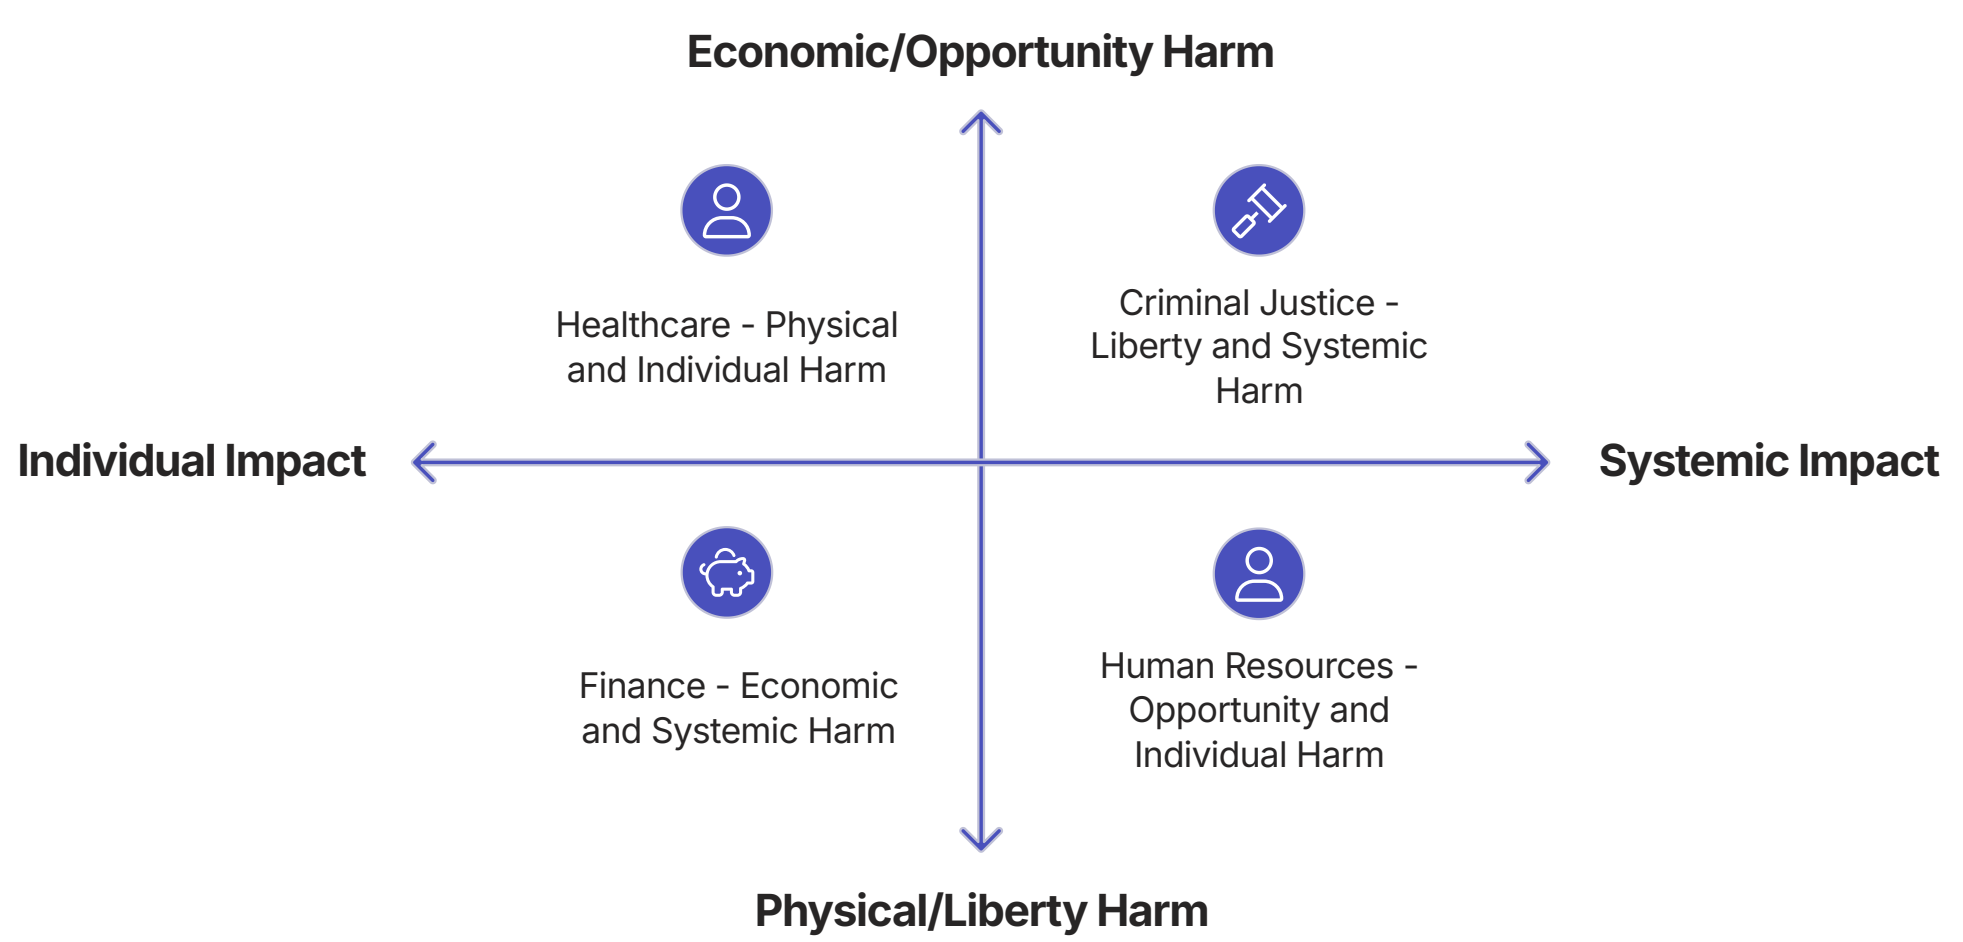 Economic/Opportunity Harm
Healthcare - Physical
and Individual Harm
Criminal Justice -
Liberty and Systemic
Harm
Individual Impact
Systemic Impact
Finance - Economic
and Systemic Harm
Human Resources -
Opportunity and
Individual Harm
Physical/Liberty Harm